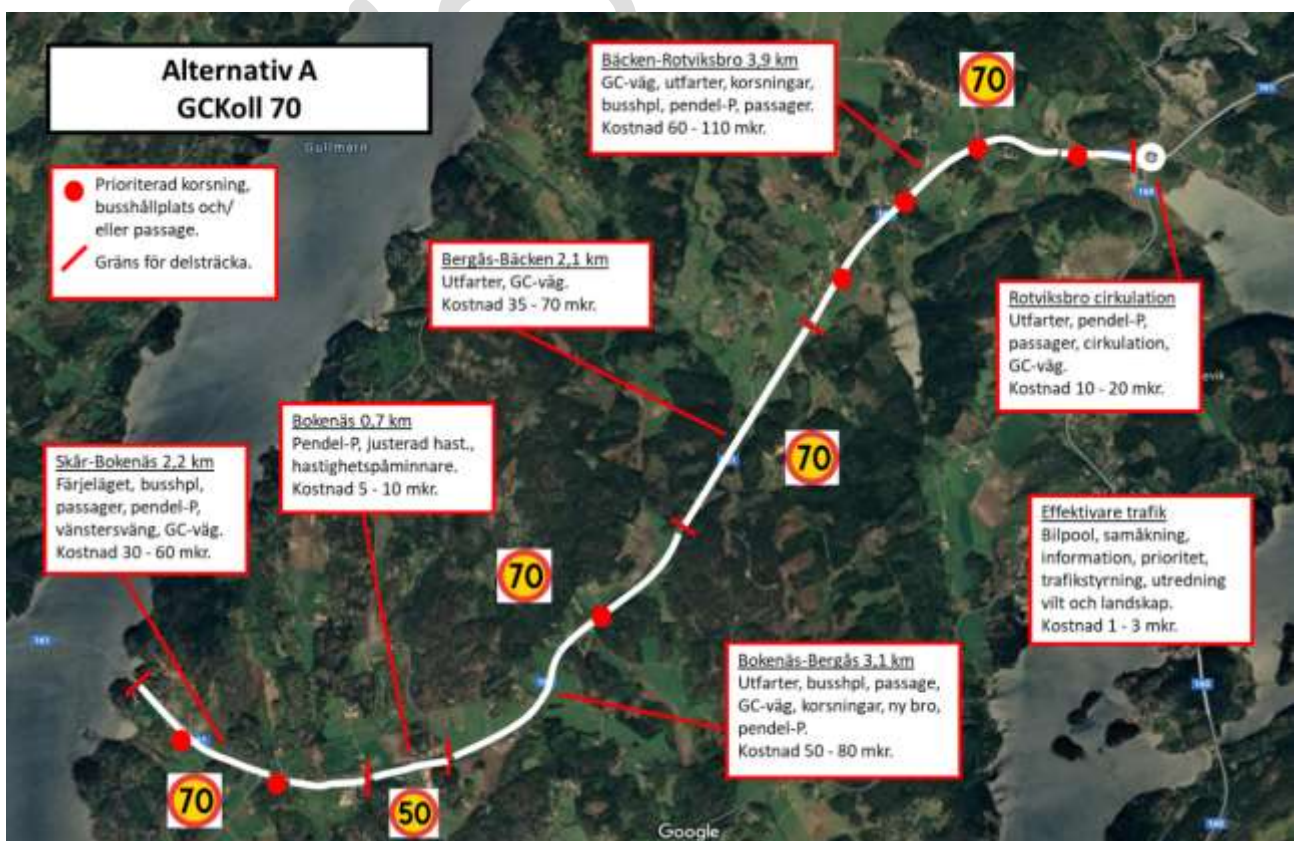 Alternativ A
GCKoll 70
Prioriterad korsning,
busshållplats och/
eller passage.
Gräns för delsträcka.
Gullmarn
Bäcken-Rotviksbro 3,9 km
GC-väg, utfarter, korsningar,
busshpl, pendel-P, passager.
Kostnad 60 - 110 mkr.
70
161
Bergås-Bäcken 2,1 km
Utfarter, GC-väg.
Kostnad 35 - 70 mkr.
Rotviksbro cirkulation
Utfarter, pendel-P,
passager, cirkulation,
GC-väg.
Kostnad 10 - 20 mkr.
Bokenäs 0,7 km
Pendel-P, justerad hast.,
hastighetspåminnare.
Kostnad 5 - 10 mkr.
70
Skår-Bokenäs 2,2 km
Färjeläget, busshpl,
passager, pendel-P,
vänstersväng, GC-väg.
Kostnad 30 - 60 mkr.
Effektivare trafik
Bilpool, samåkning,
information, prioritet,
trafikstyrning, utredning
vilt och landskap.
Kostnad 1 - 3 mkr.
70
161
Bokenäs-Bergås 3,1 km
Utfarter, busshpl, passage,
GC-väg, korsningar, ny bro,
pendel-P.
Kostnad 50 - 80 mkr.
160
70
50
Google
160